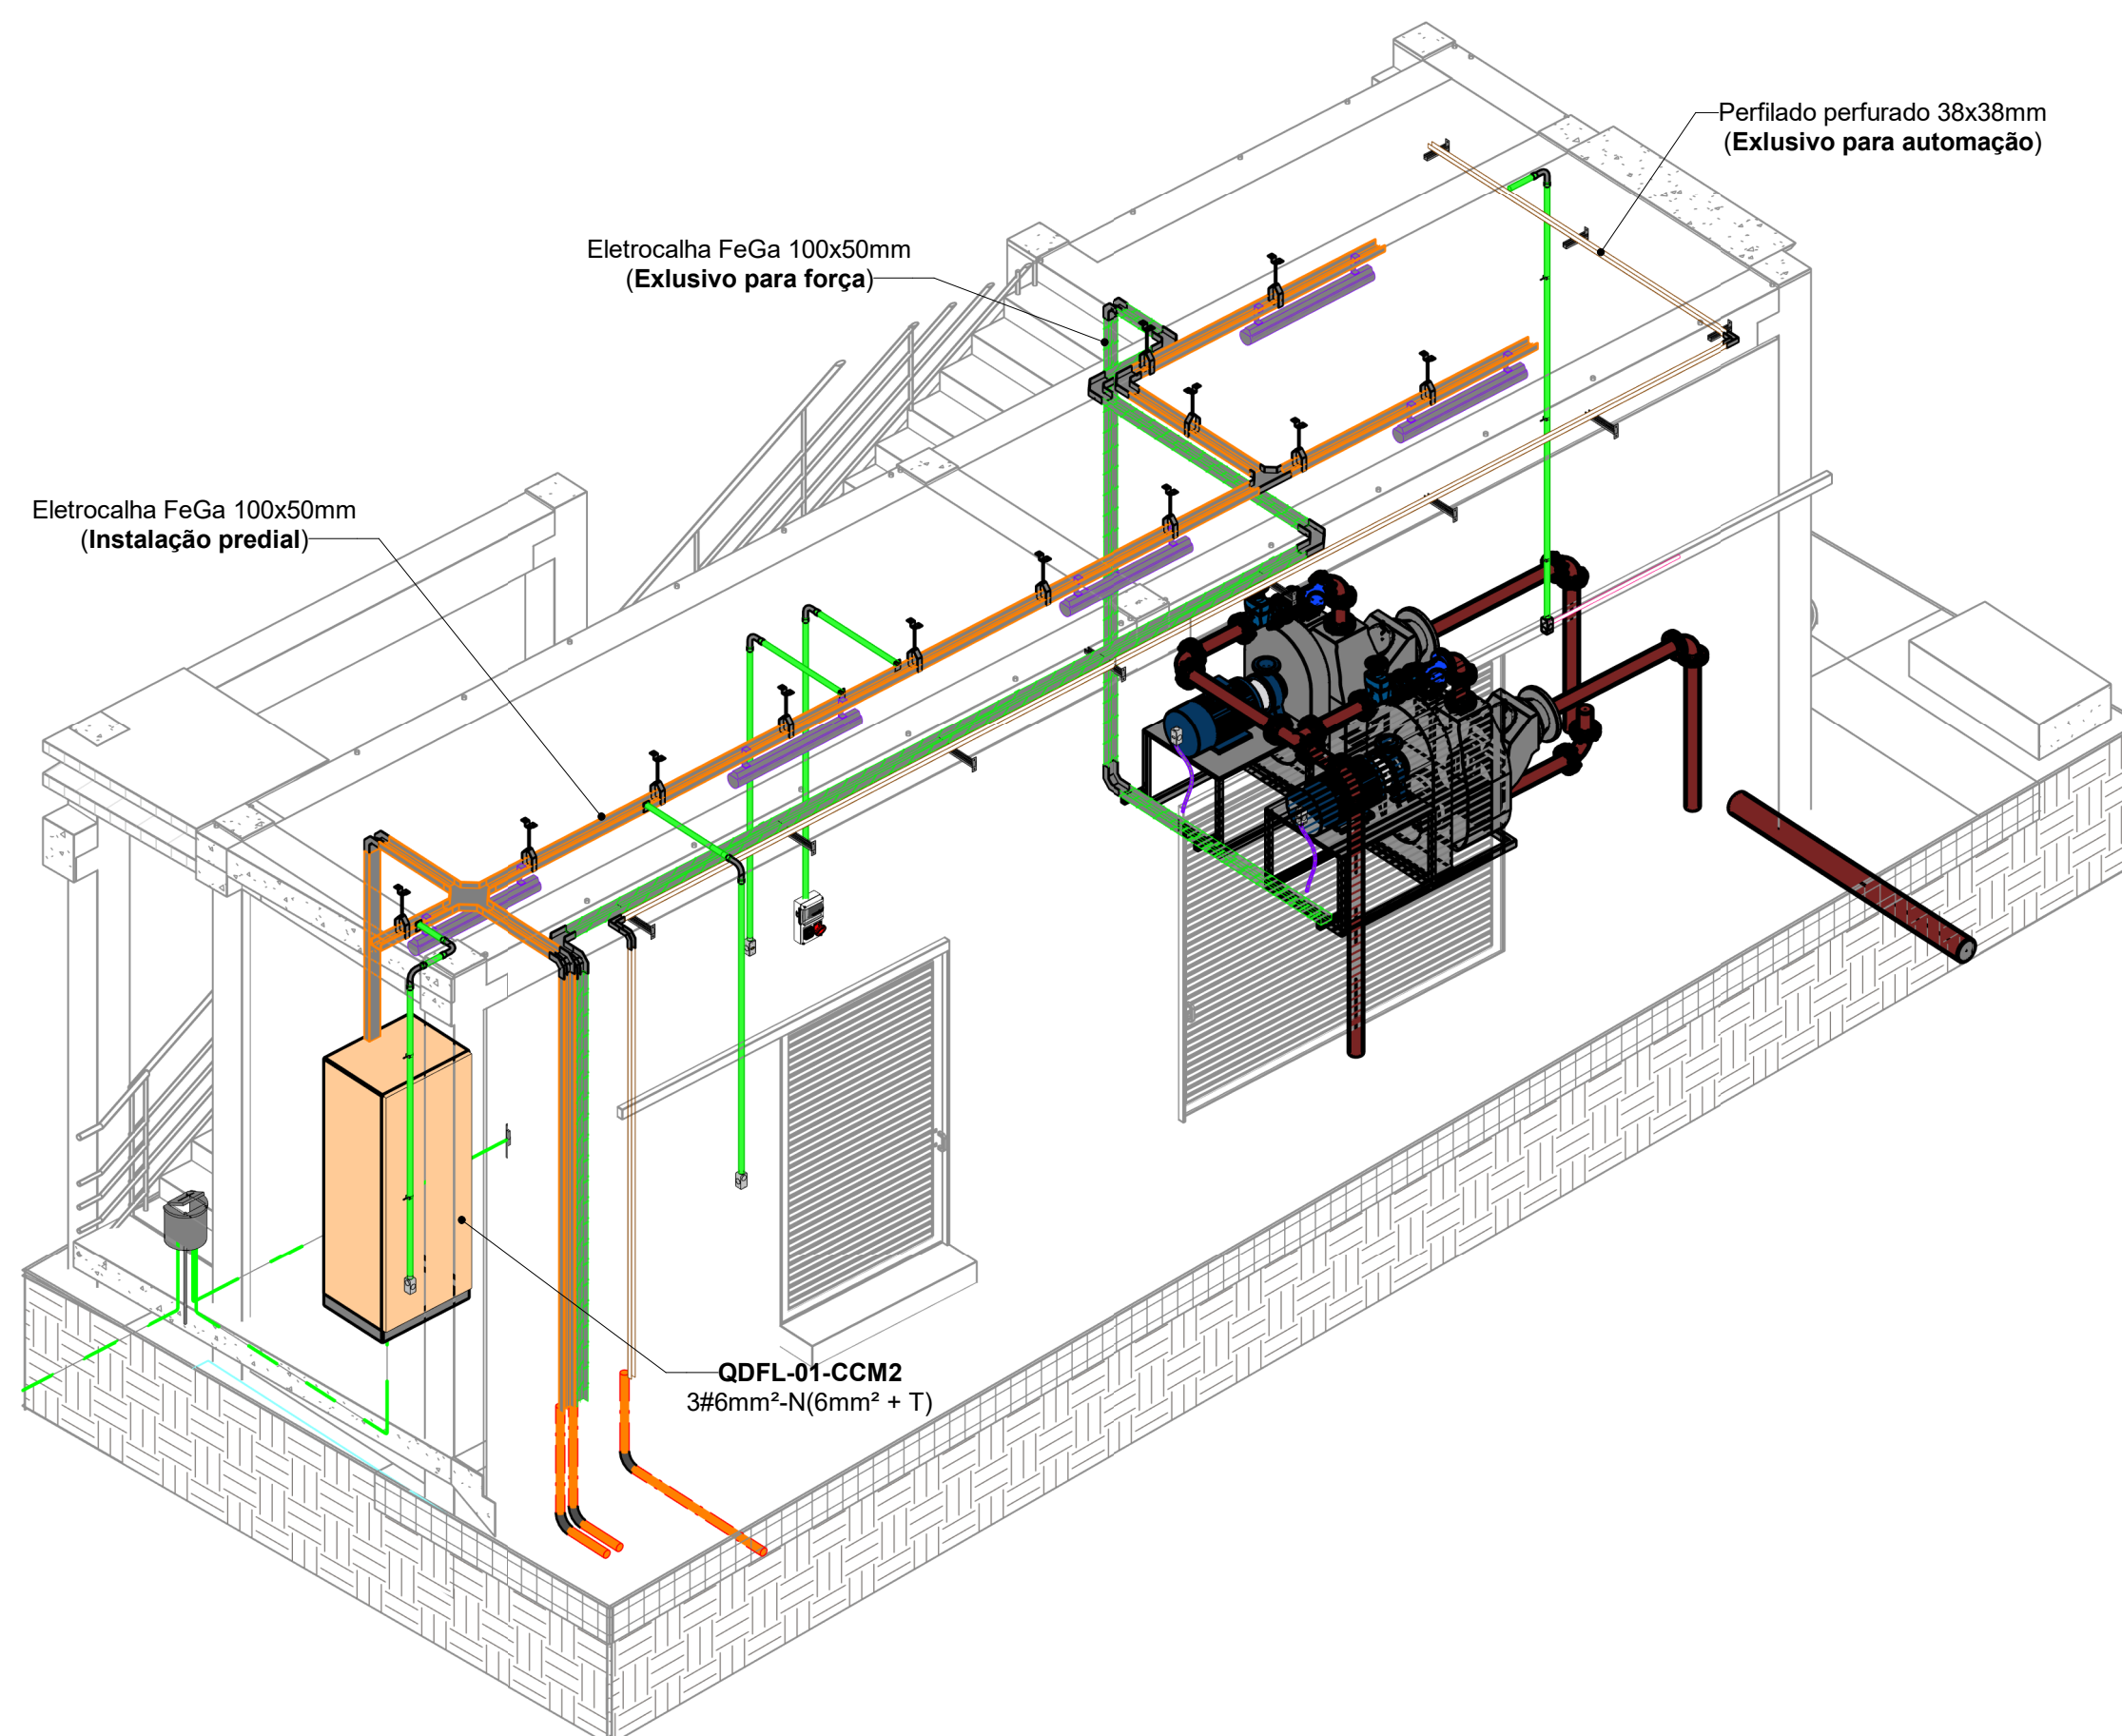 Perfilado perfurado 38x38mm
(Exlusivo para automação)
Eletrocalha FeGa 100x50mm
(Exlusivo para força)
Eletrocalha FeGa 100x50mm
(Instalação predial)
QDFL-01-CCM2
3#6mm²-N(6mm² + T)